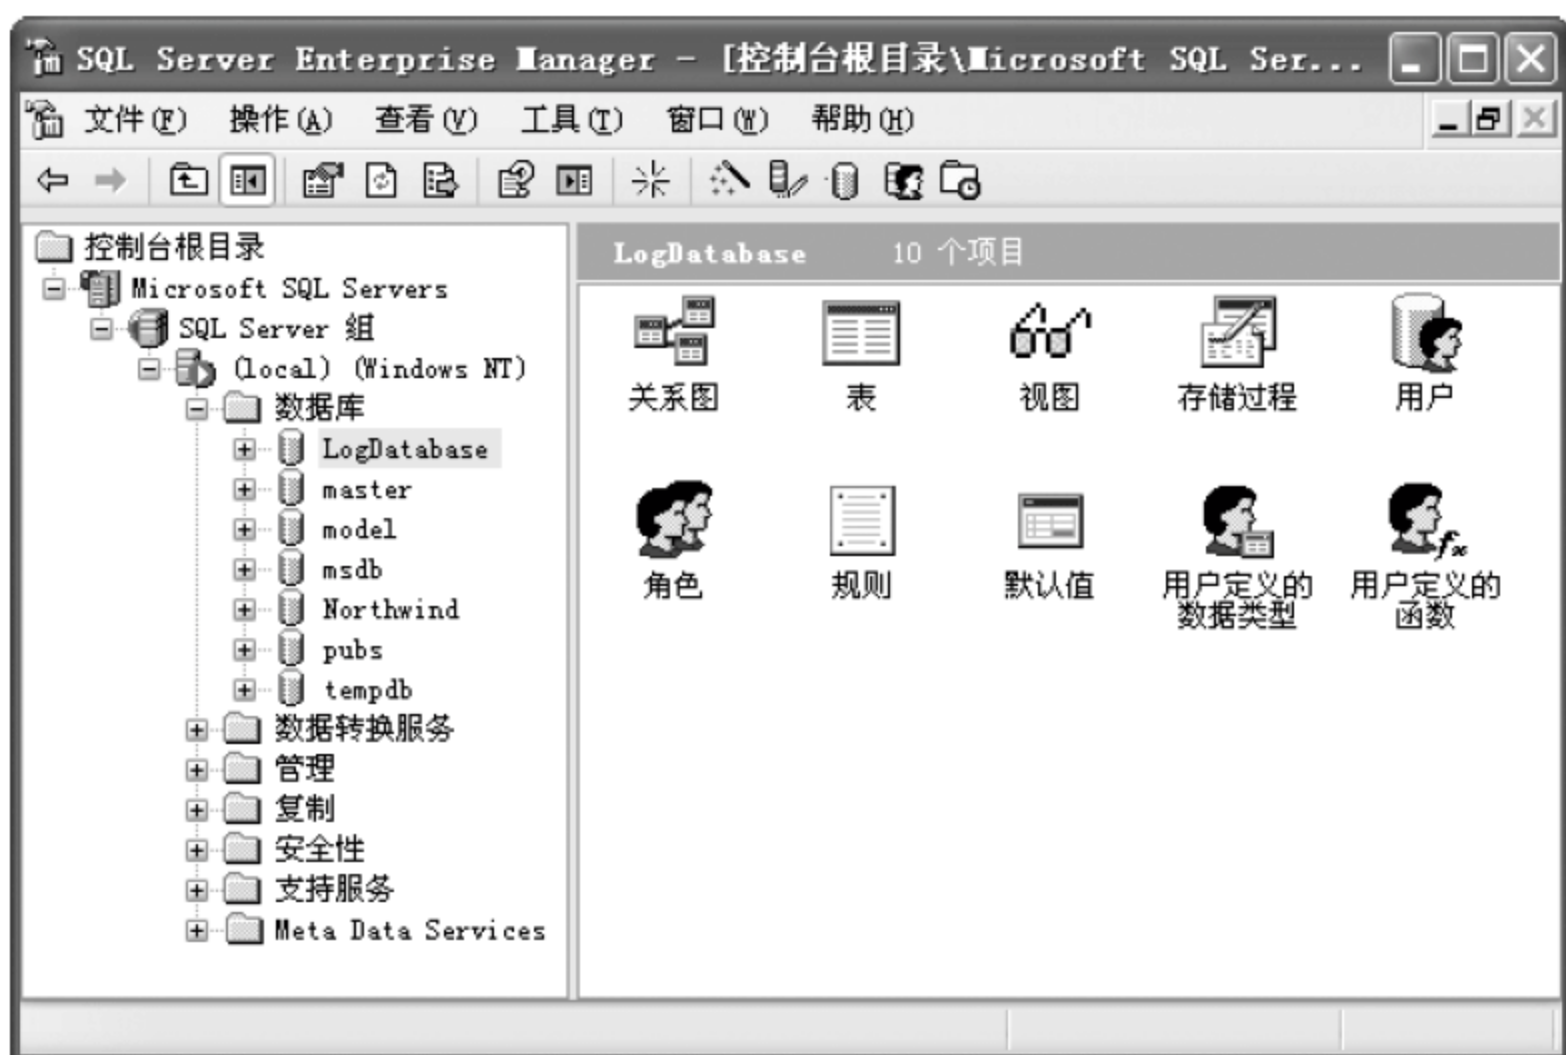 SQL Server Enterprise Manager - [控制台根目录\Microsoft SQL Ser...
文件(F) 操作(A) 查看(V) 工具(T) 窗口(W) 帮助(H)
控制台根目录
Microsoft SQL Servers
SQL Server 组
(local) (Windows NT)
数据库
LogDatabase
master
model
msdb
Northwind
pubs
tempdb
数据转换服务
管理
复制
安全性
支持服务
Meta Data Services
LogDatabase 10 个项目
关系图 表 视图 存储过程 用户
角色 规则 默认值 用户定义的 用户定义的
数据类型 函数